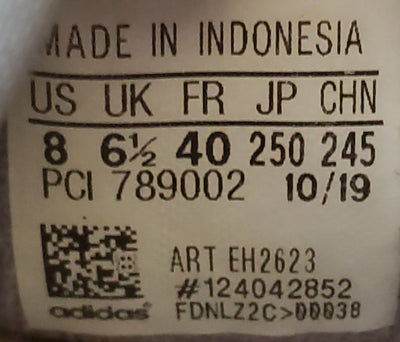 MADE IN INDONESIA
US UK FR JP CHN
8 6½ 40 250 245
PCI 789002 10/19
ART EH2623
#124042852
adidas FDNLZ2C>00038